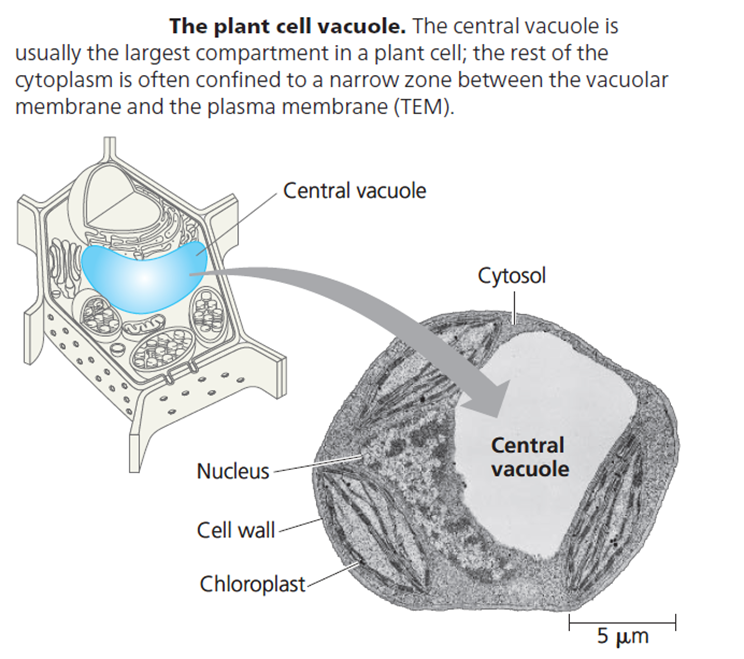 The plant cell vacuole. The central vacuole is
usually the largest compartment in a plant cell; the rest of the
cytoplasm is often confined to a narrow zone between the vacuolar
membrane and the plasma membrane (TEM).
Central vacuole
Cytosol
Central
vacuole
Nucleus
Cell wall
Chloroplast
5 μm